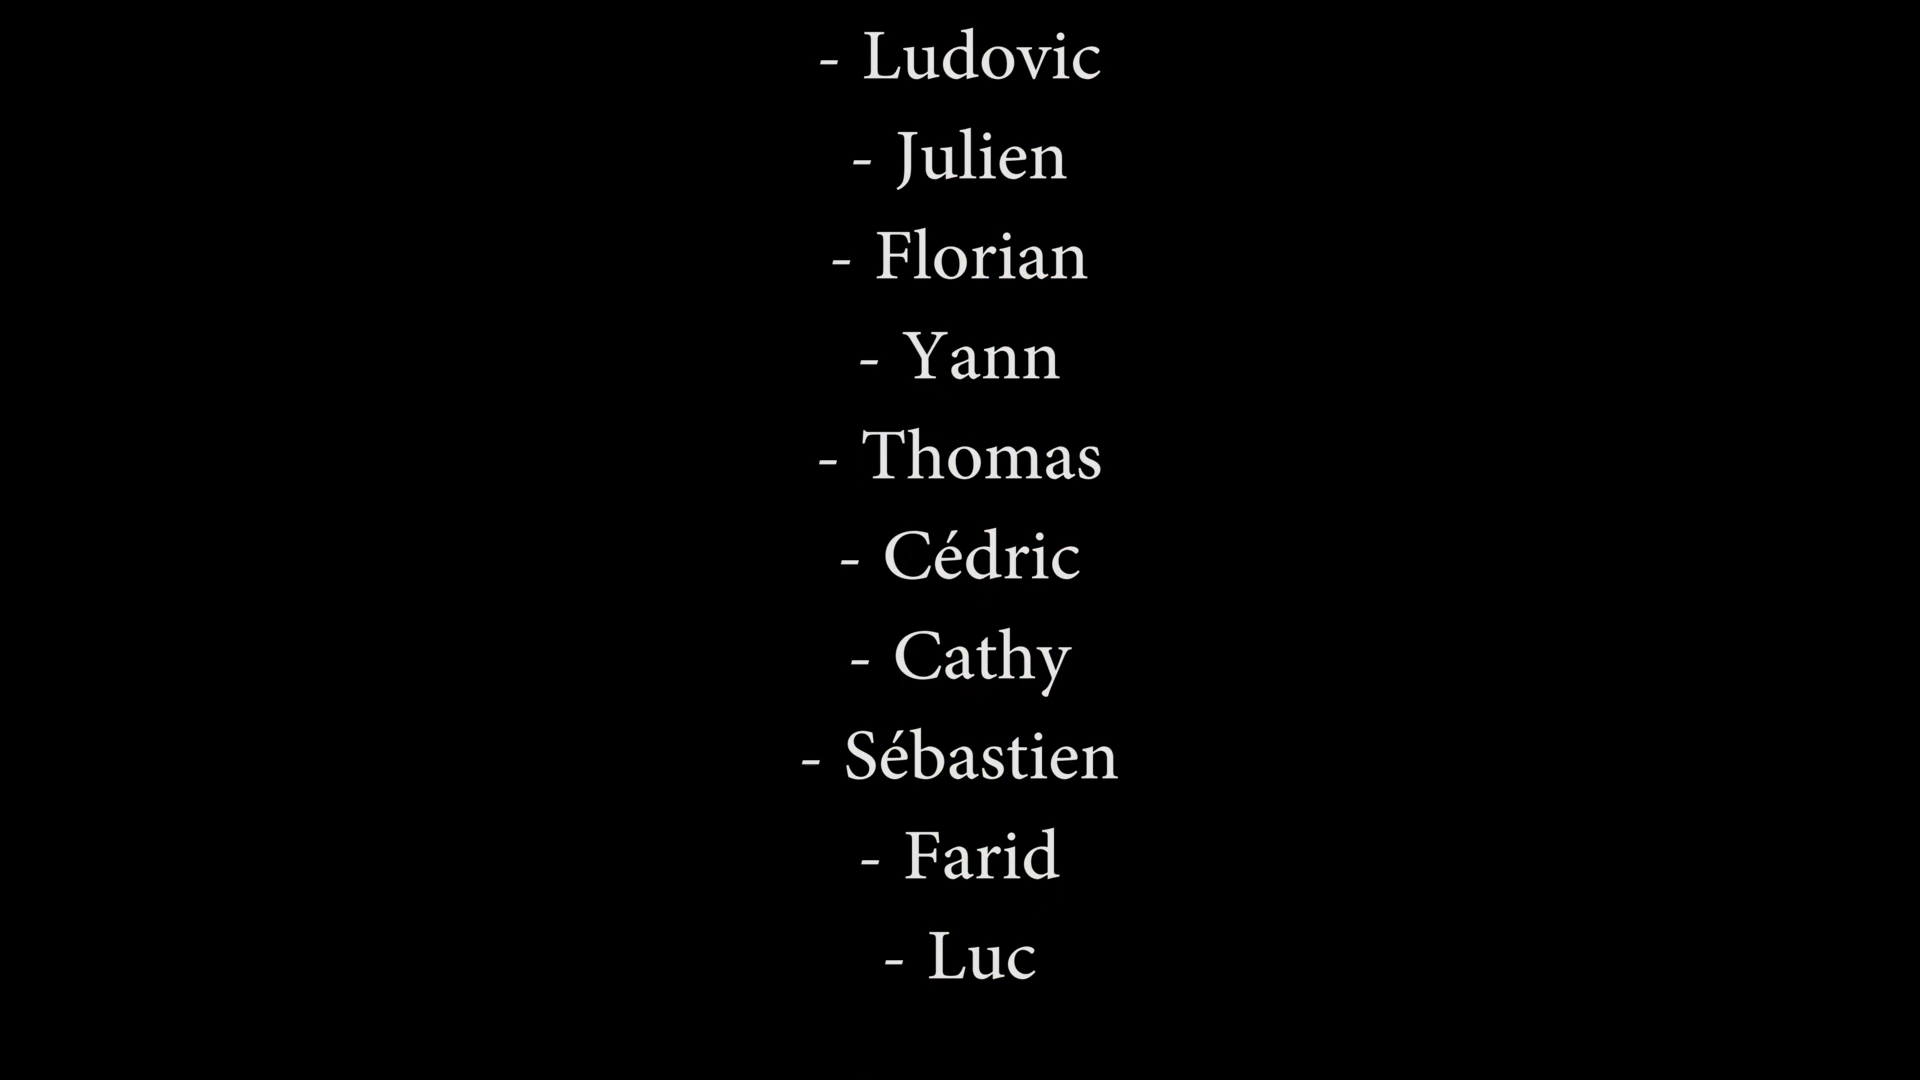 - Ludovic
- Julien
- Florian
- Yann
- Thomas
- Cédric
- Cathy
- Sébastien
- Farid
- Luc